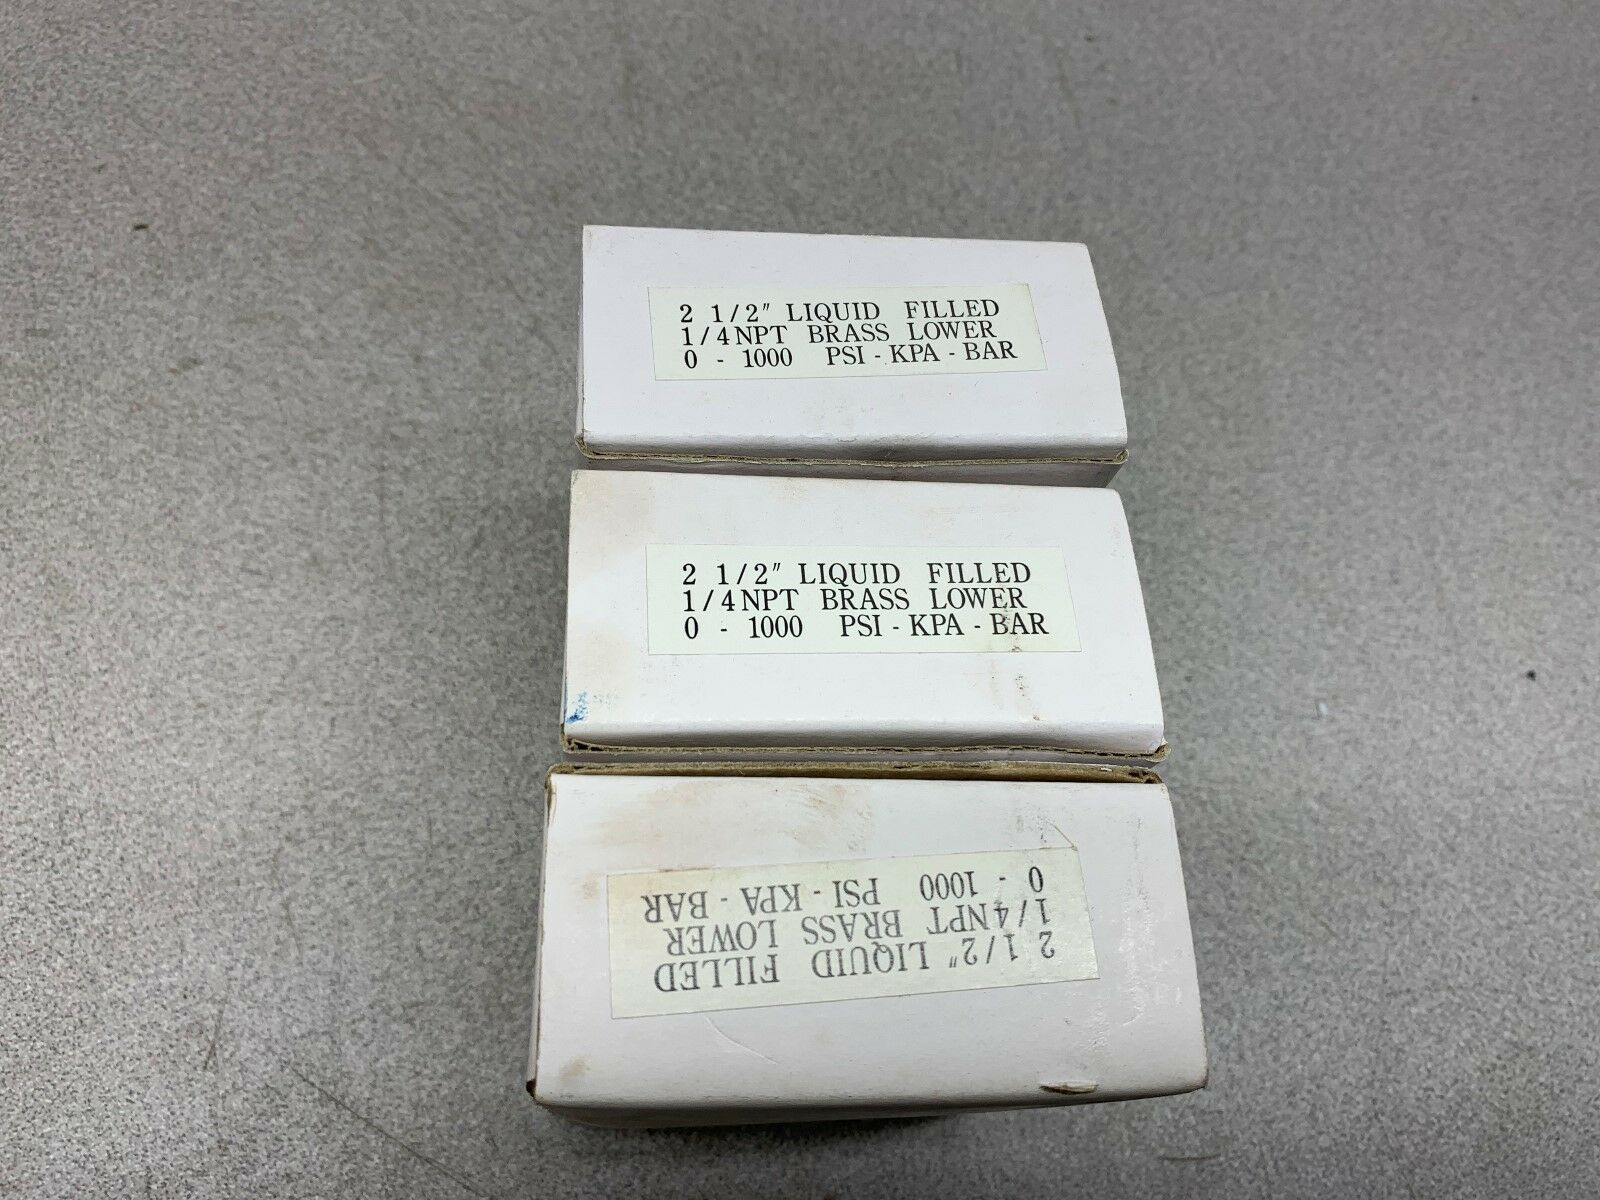 2 1/2" LIQUID FILLED
1/4NPT BRASS LOWER
0 - 1000 PSI - KPA - BAR
2 1/2" LIQUID FILLED
1/4NPT BRASS LOWER
0 - 1000 PSI - KPA - BAR
2 1/2" LIQUID FILLED
1/4NPT BRASS LOWER
0 - 1000 PSI - KPA - BAR